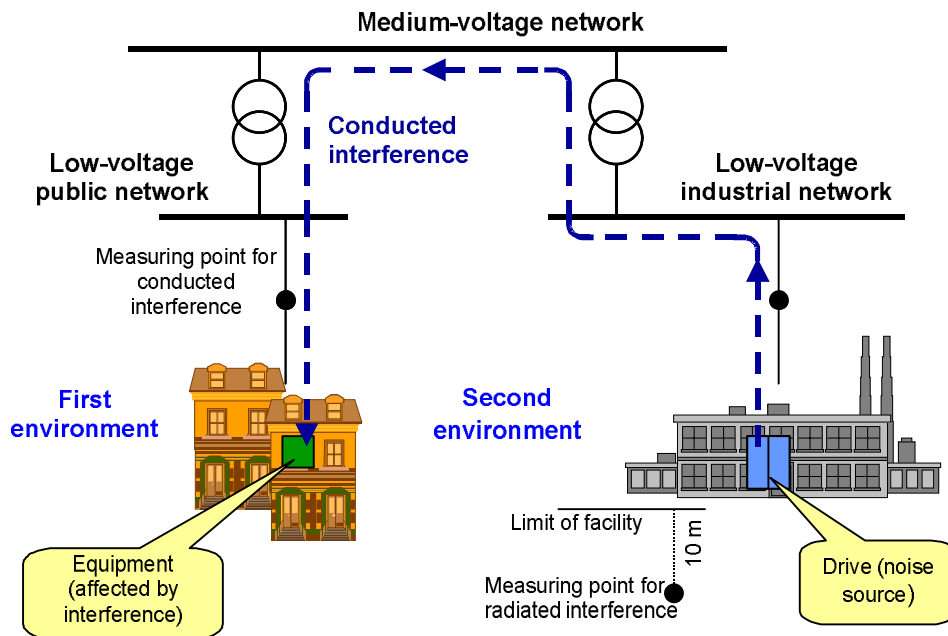 Medium-voltage network
Conducted
interference
Low-voltage
public network
Low-voltage
industrial network
Measuring point for
conducted
interference
First
environment
Second
environment
Limit of facility
10 m
Measuring point for
radiated interference
Equipment
(affected by
interference)
Drive (noise
source)